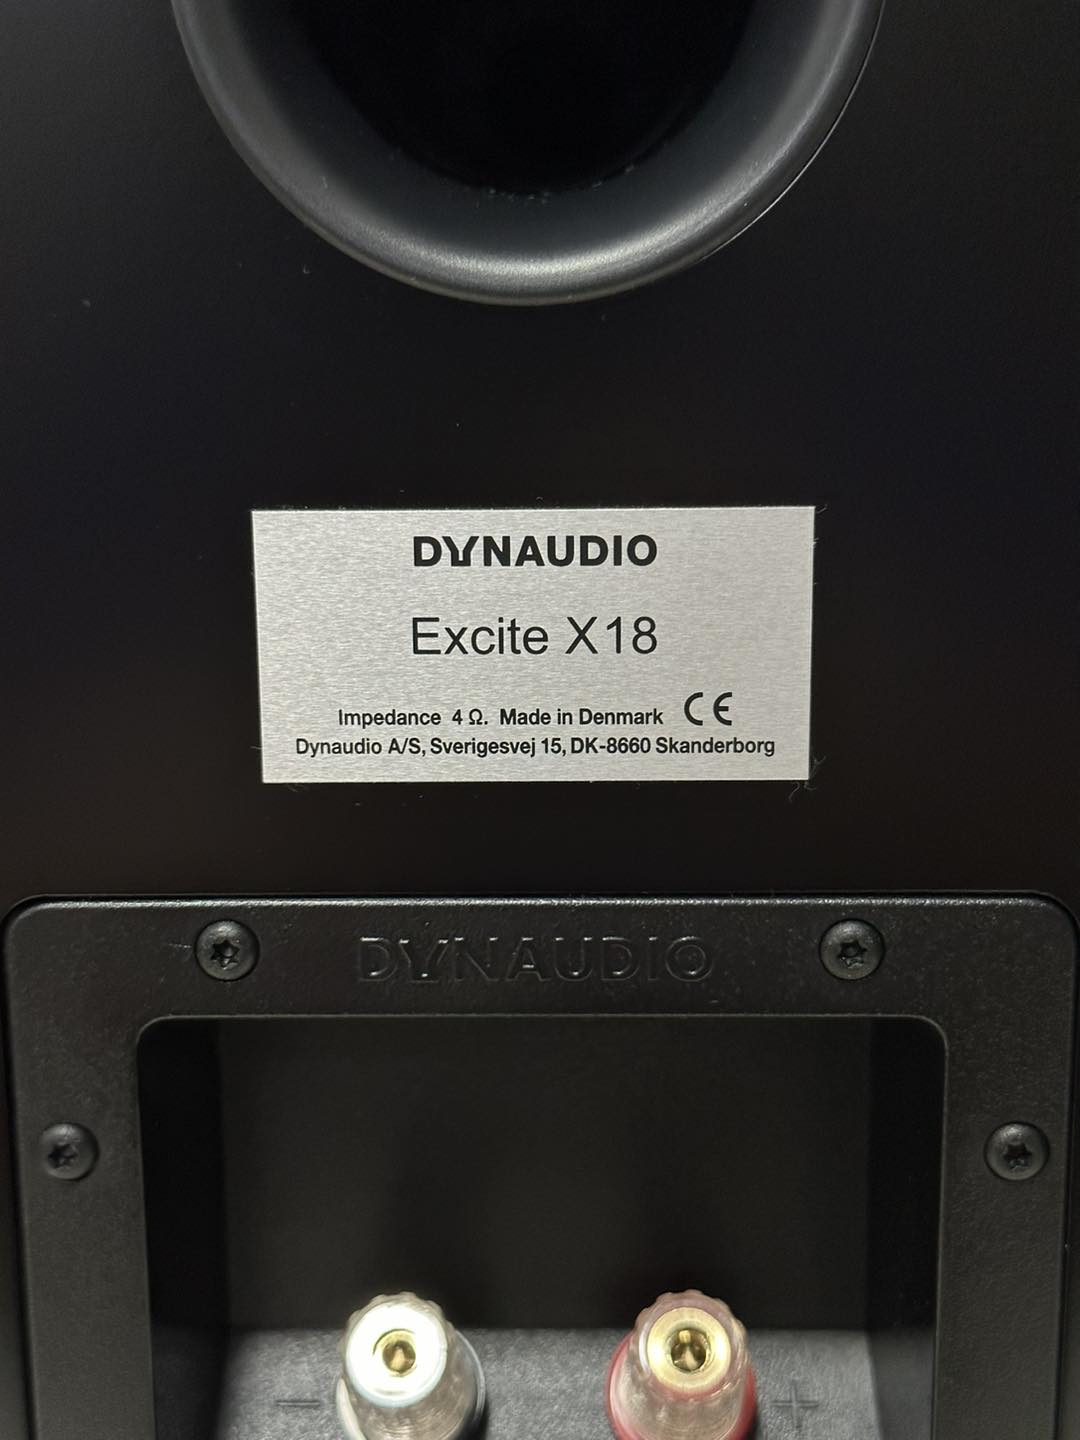 DYNAUDIO
Excite X18
Impedance 4 Ω. Made in Denmark CE
Dynaudio A/S, Sverigesvej 15, DK-8660 Skanderborg
DYNAUDIO
− +